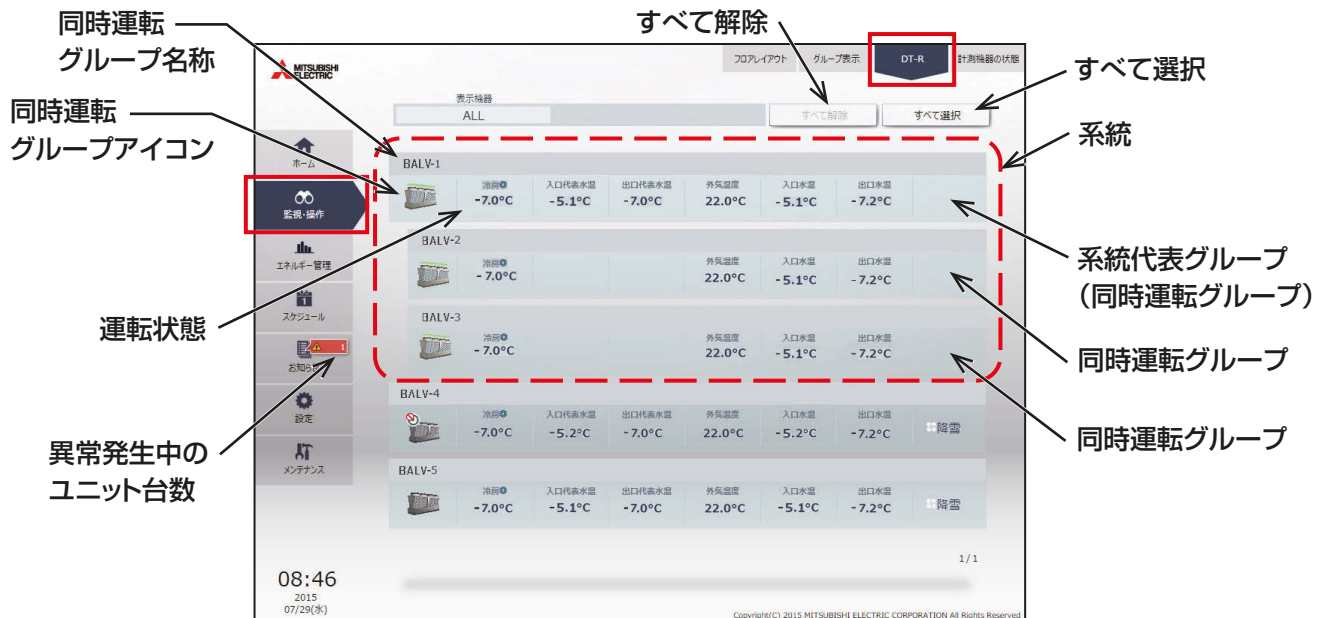 同時運転
グループ名称
すべて解除
すべて選択
同時運転
グループアイコン
系統
系統代表グループ
(同時運転グループ)
運転状態
同時運転グループ
同時運転グループ
異常発生中の
ユニット台数
MITSUBISHI
ELECTRIC
フロアレイアウト グループ表示 DT-R 計測機器の状態
表示機器
ALL すべて解除 すべて選択
ホーム
監視・操作
エネルギー管理
1
スケジュール
1
お知ら
設定
メンテナンス
BALV-1
冷房 入口代表水温 出口代表水温 外気温度 入口水温 出口水温
-7.0°C -5.1°C -7.0°C 22.0°C -5.1°C -7.2°C
BALV-2
冷房 外気温度 入口水温 出口水温
-7.0°C 22.0°C -5.1°C -7.2°C
BALV-3
冷房 外気温度 入口水温 出口水温
-7.0°C 22.0°C -5.1°C -7.2°C
BALV-4
冷房 入口代表水温 出口代表水温 外気温度 入口水温 出口水温
-7.0°C -5.2°C -7.0°C 22.0°C -5.2°C -7.2°C 降雪
BALV-5
冷房 入口代表水温 出口代表水温 外気温度 入口水温 出口水温
-7.0°C -5.1°C -7.0°C 22.0°C -5.1°C -7.2°C 降雪
1/1
08:46
2015
07/29(水)
Copyright(C) 2015 MITSUBISHI ELECTRIC CORPORATION All Rights Reserved